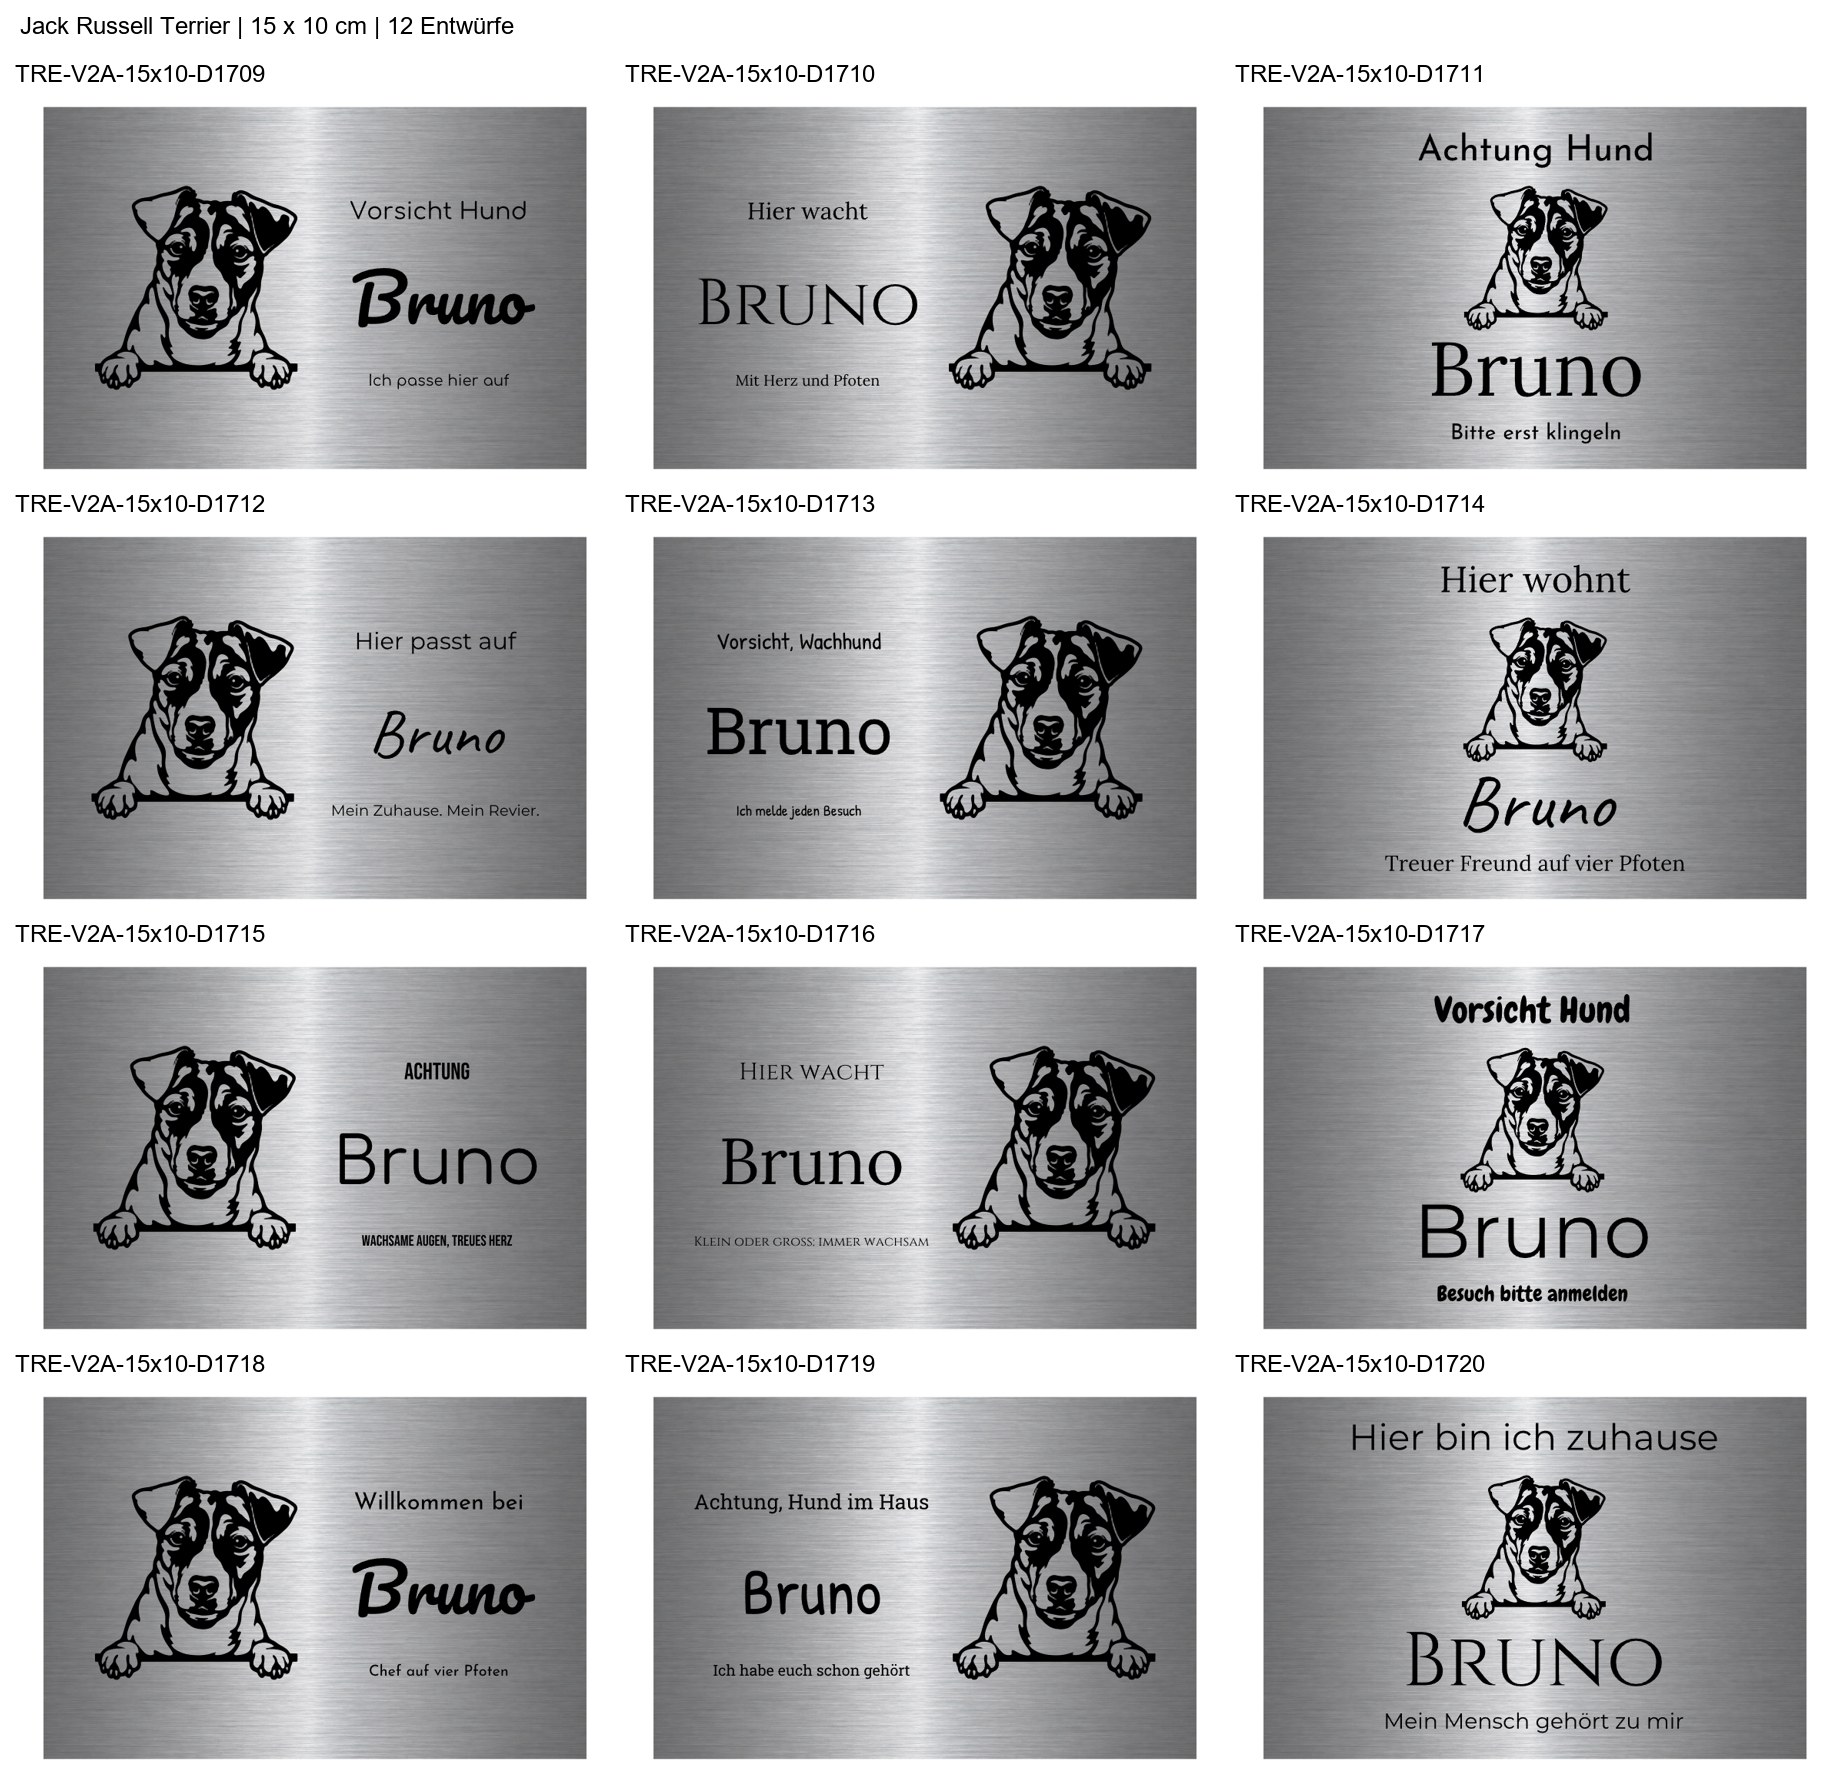 Jack Russell Terrier | 15 x 10 cm | 12 Entwürfe
TRE-V2A-15x10-D1709
Vorsicht Hund
Bruno
Ich passe hier auf
TRE-V2A-15x10-D1710
Hier wacht
BRUNO
Mit Herz und Pfoten
TRE-V2A-15x10-D1711
Achtung Hund
Bruno
Bitte erst klingeln
TRE-V2A-15x10-D1712
Hier passt auf
Bruno
Mein Zuhause. Mein Revier.
TRE-V2A-15x10-D1713
Vorsicht, Wachhund
Bruno
Ich melde jeden Besuch
TRE-V2A-15x10-D1714
Hier wohnt
Bruno
Treuer Freund auf vier Pfoten
TRE-V2A-15x10-D1715
ACHTUNG
Bruno
WACHSAME AUGEN, TREUES HERZ
TRE-V2A-15x10-D1716
HIER WACHT
Bruno
KLEIN ODER GROSS: IMMER WACHSAM
TRE-V2A-15x10-D1717
Vorsicht Hund
Bruno
Besuch bitte anmelden
TRE-V2A-15x10-D1718
Willkommen bei
Bruno
Chef auf vier Pfoten
TRE-V2A-15x10-D1719
Achtung, Hund im Haus
Bruno
Ich habe euch schon gehört
TRE-V2A-15x10-D1720
Hier bin ich zuhause
BRUNO
Mein Mensch gehört zu mir